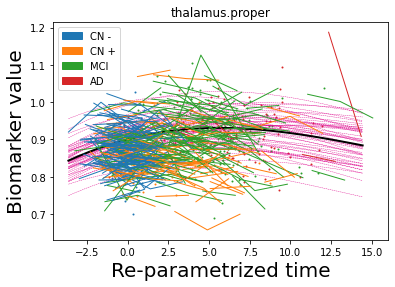 thalamus.proper
CN -
CN +
MCI
AD
Biomarker value
1.2
1.1
1.0
0.9
0.8
0.7
−2.5
0.0
2.5
5.0
7.5
10.0
12.5
15.0
Re-parametrized time